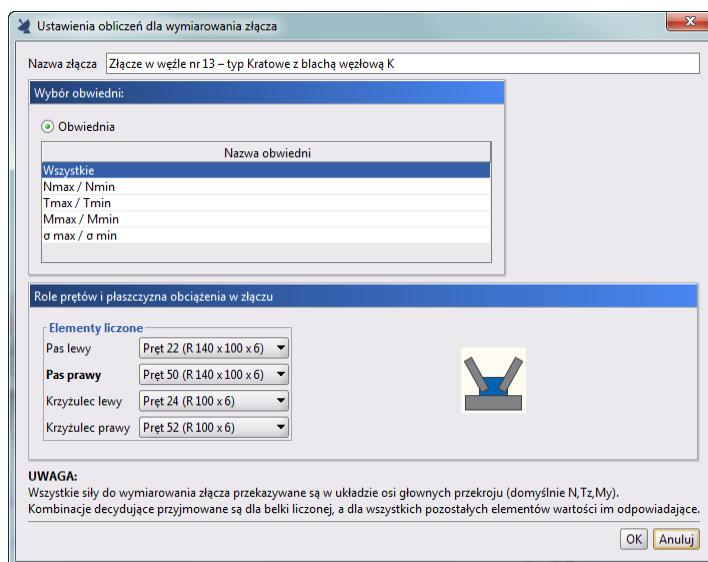 Ustawienia obliczeń dla wymiarowania złącza
Nazwa złącza Złącze w węźle nr 13 – typ Kratowe z blachą węzłową K
Wybór obwiedni:
Obwiednia
Nazwa obwiedni
Wszystkie
Nmax / Nmin
Tmax / Tmin
Mmax / Mmin
σ max / σ min
Role prętów i płaszczyzna obciążenia w złączu
Elementy liczone
Pas lewy Pręt 22 (R 140 x 100 x 6)
Pas prawy Pręt 50 (R 140 x 100 x 6)
Krzyżulec lewy Pręt 24 (R 100 x 6)
Krzyżulec prawy Pręt 52 (R 100 x 6)
UWAGA:
Wszystkie siły do wymiarowania złącza przekazywane są w układzie osi głownych przekroju (domyślnie N,Tz,My).
Kombinacje decydujące przyjmowane są dla belki liczonej, a dla wszystkich pozostałych elementów wartości im odpowiadające.
OK Anuluj